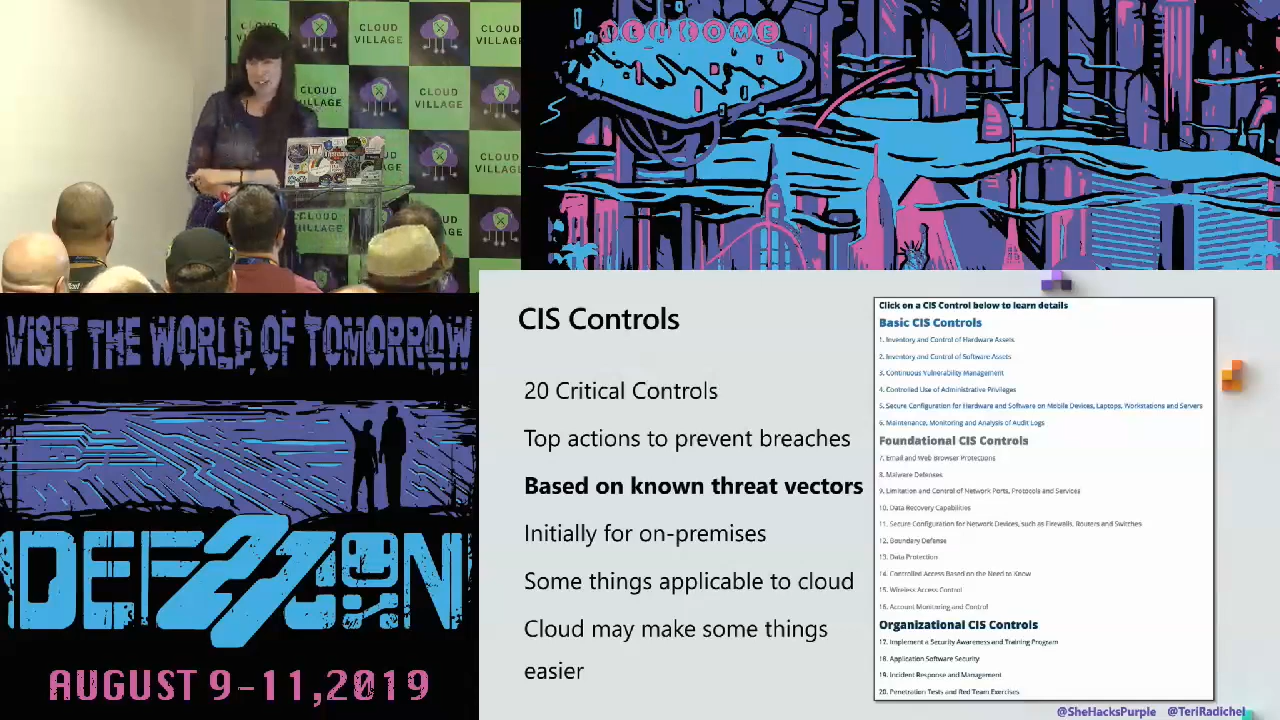 CLOUD VILLAGE
CLOUD VILLAGE
CLOUD VILLAGE
CLOUD VILLAGE
CLOUD VILLAGE
CLOUD VILLAGE
WELCOME
VISIT THE WORLD OF TOMORROW
DEF CON
AUGUST 9-11, 2019
CIS Controls
20 Critical Controls
Top actions to prevent breaches
Based on known threat vectors
Initially for on-premises
Some things applicable to cloud
Cloud may make some things
easier
Click on a CIS Control below to learn details
Basic CIS Controls
1. Inventory and Control of Hardware Assets
2. Inventory and Control of Software Assets
3. Continuous Vulnerability Management
4. Controlled Use of Administrative Privileges
5. Secure Configuration for Hardware and Software on Mobile Devices, Laptops, Workstations and Servers
6. Maintenance, Monitoring and Analysis of Audit Logs
Foundational CIS Controls
7. Email and Web Browser Protections
8. Malware Defenses
9. Limitation and Control of Network Ports, Protocols and Services
10. Data Recovery Capabilities
11. Secure Configuration for Network Devices, such as Firewalls, Routers and Switches
12. Boundary Defense
13. Data Protection
14. Controlled Access Based on the Need to Know
15. Wireless Access Control
16. Account Monitoring and Control
Organizational CIS Controls
17. Implement a Security Awareness and Training Program
18. Application Software Security
19. Incident Response and Management
20. Penetration Tests and Red Team Exercises
@SheHacksPurple @TeriRadichel